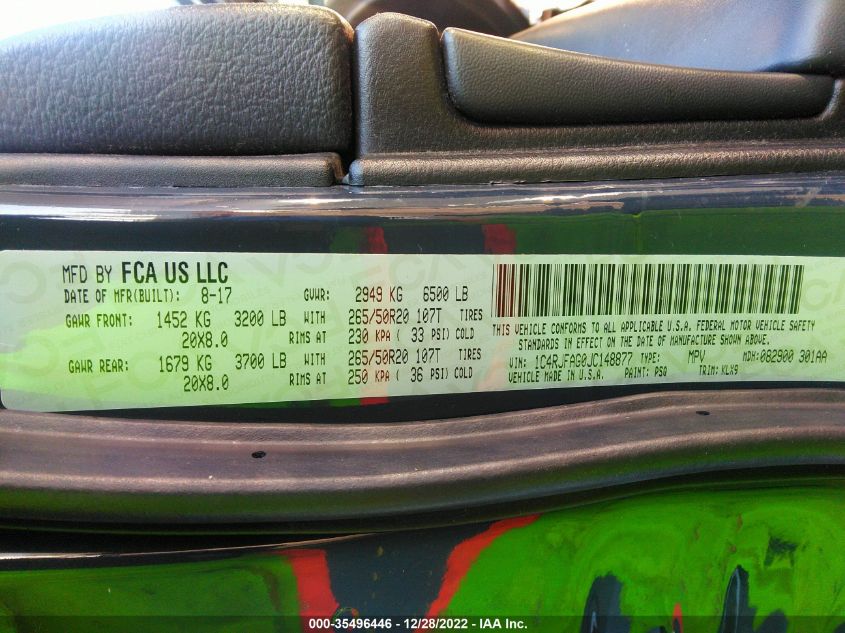 MFD BY FCA US LLC
DATE OF MFR(BUILT): 8-17 GVWR: 2949 KG 6500 LB
GAWR FRONT: 1452 KG 3200 LB WITH 265/50R20 107T TIRES
20X8.0 RIMS AT 230 KPA ( 33 PSI) COLD
GAWR REAR: 1679 KG 3700 LB WITH 265/50R20 107T TIRES
20X8.0 RIMS AT 250 KPA ( 36 PSI) COLD
THIS VEHICLE CONFORMS TO ALL APPLICABLE U.S.A. FEDERAL MOTOR VEHICLE SAFETY
STANDARDS IN EFFECT ON THE DATE OF MANUFACTURE SHOWN ABOVE.
VIN: 1C4RJFAG0JC148877 TYPE: MPV MDH: 082900 301AA
VEHICLE MADE IN U.S.A. PAINT: PSQ TRIM: KLX9
000-35496446 - 12/28/2022 - IAA Inc.